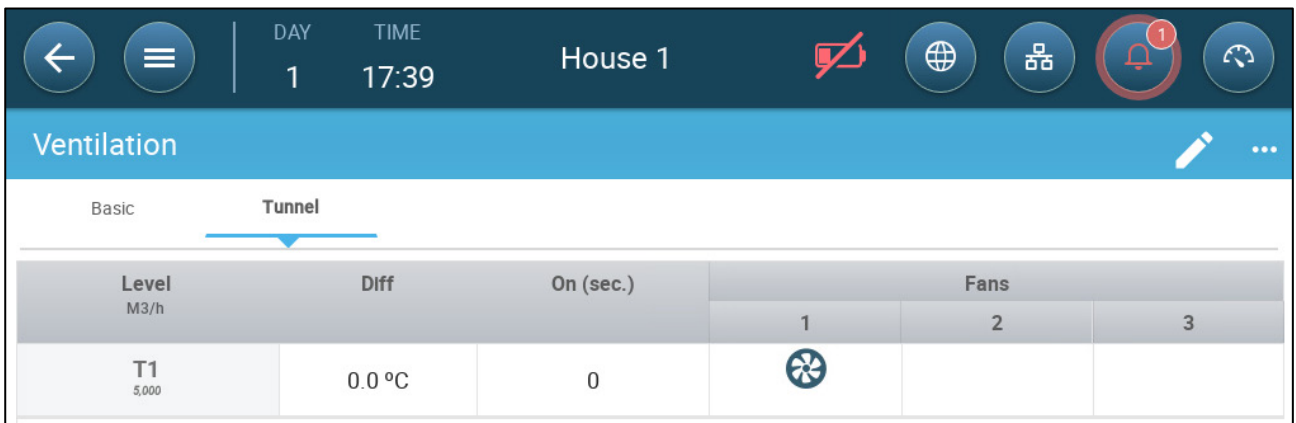 DAY TIME
1 17:39 House 1 1
Ventilation
Basic Tunnel
Level Diff On (sec.) Fans
M3/h
1 2 3
T1 0.0 ºC 0
5,000